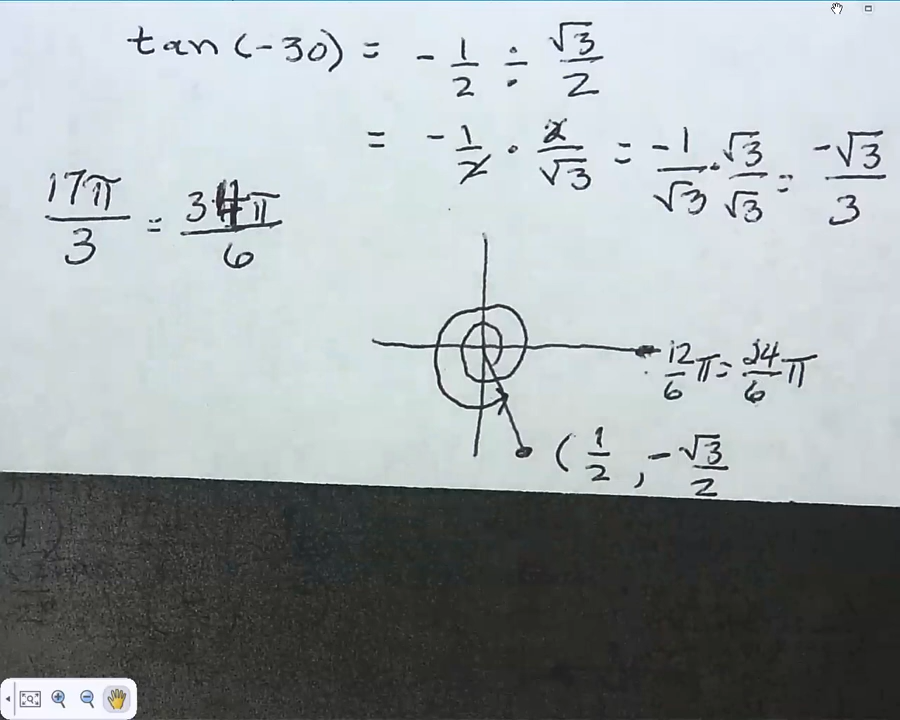 tan(-30) = -1/2 ÷ √3/2
= -1/2 · 2/√3 = -1/√3 · √3/√3 = -√3/3
17π/3 = 34π/6
12/6 π = 24/6 π
(1/2, -√3/2